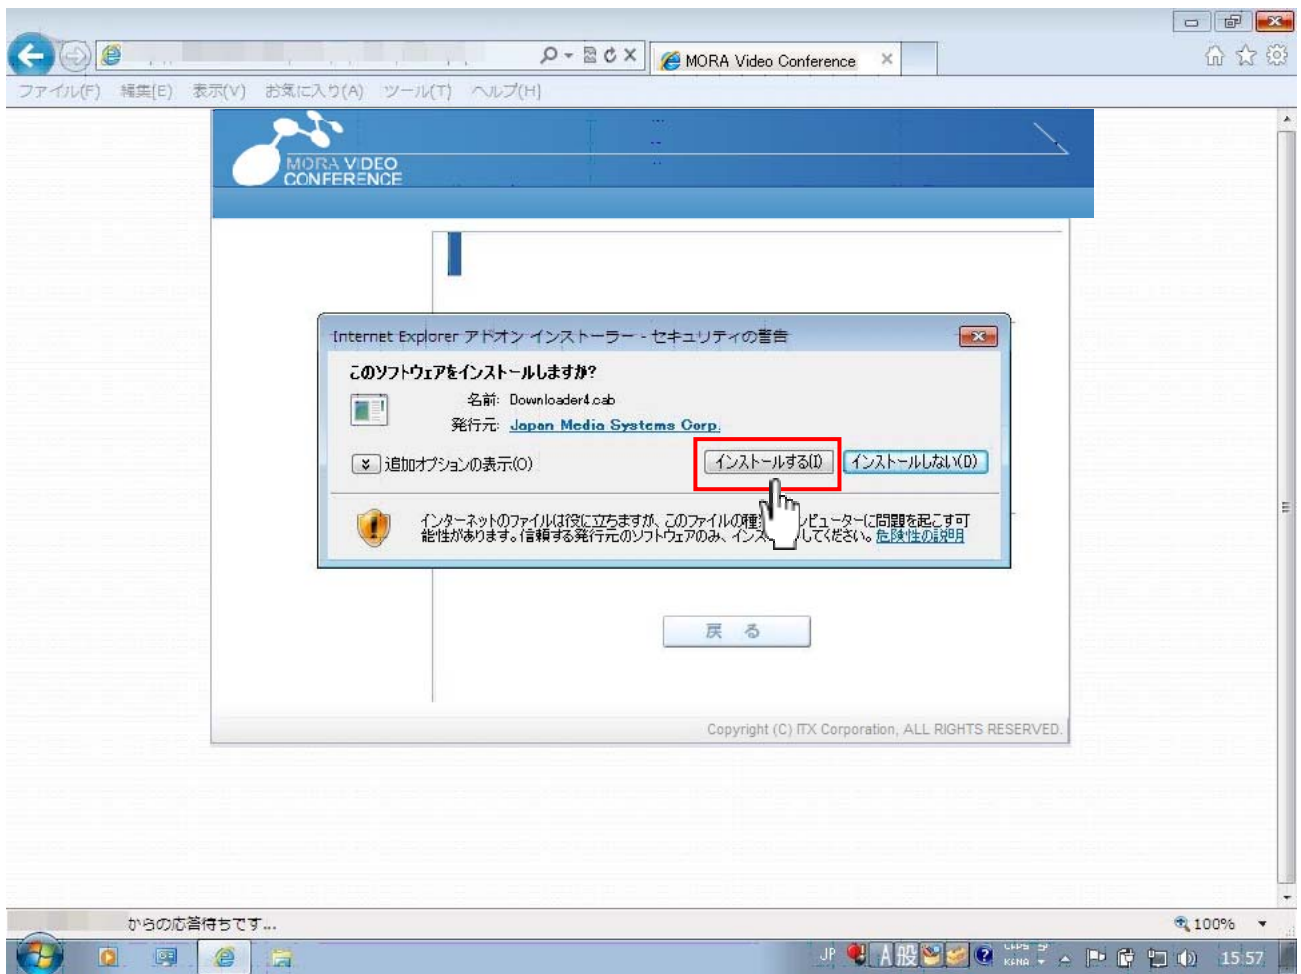 MORA Video Conference
ファイル(F) 編集(E) 表示(V) お気に入り(A) ツール(T) ヘルプ(H)
MORA VIDEO
CONFERENCE
Internet Explorer アドオン インストーラー - セキュリティの警告
このソフトウェアをインストールしますか?
名前: Downloader4.cab
発行元: Japan Media Systems Corp.
追加オプションの表示(O)
インストールする(I)
インストールしない(D)
インターネットのファイルは役に立ちますが、このファイルの種 ピューターに問題を起こす可
能性があります。信頼する発行元のソフトウェアのみ、インス してください。危険性の説明
戻る
Copyright (C) ITX Corporation, ALL RIGHTS RESERVED.
からの応答待ちです...
100%
JP A 般 CAPS KANA 15:57